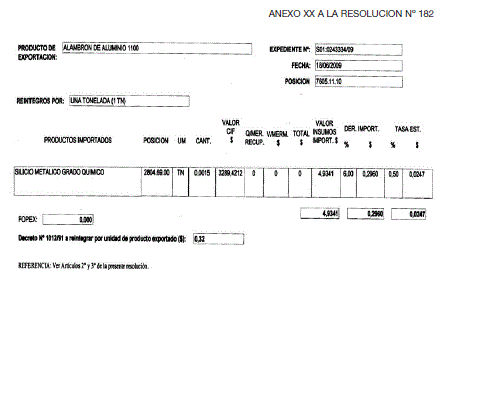 ANEXO XX A LA RESOLUCION Nº 182
PRODUCTO DE EXPORTACION: ALAMBRON DE ALUMINIO 1100
EXPEDIENTE Nº: S01:0243334/09
FECHA: 18/06/2009
POSICION 7605.11.10
REINTEGROS POR: UNA TONELADA (1 TN)
PRODUCTOS IMPORTADOS POSICION UM CANT. VALOR CIF $ Q/MER. RECUP. V/MERM. $ TOTAL $ VALOR INSUMOS IMPORT. $ DER. IMPORT. % $ TASA EST. % $
SILICIO METALICO GRADO QUIMICO 2804.69.00 TN 0,0015 3289,4212 0 0 0 4,9341 6,00 0,2960 0,50 0,0247
4,9341 0,2960 0,0247
FOPEX: 0,000
Decreto Nº 1012/91 a reintegrar por unidad de producto exportado ($): 0,32
REFERENCIA: Ver Artículos 2º y 3º de la presente resolución.